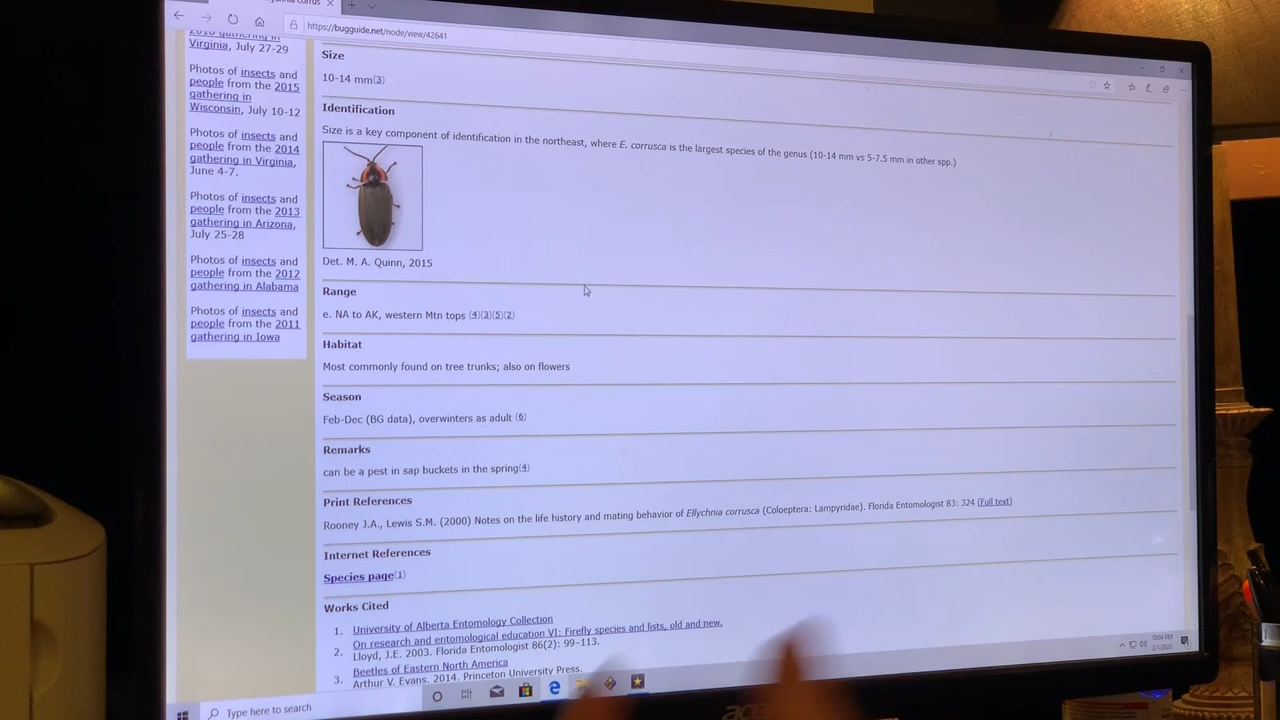 https://bugguide.net/node/view/42641
Virginia, July 27-29
Photos of insects and
people from the 2015
gathering in
Wisconsin, July 10-12
Photos of insects and
people from the 2014
gathering in Virginia,
June 4-7.
Photos of insects and
people from the 2013
gathering in Arizona,
July 25-28
Photos of insects and
people from the 2012
gathering in Alabama
Photos of insects and
people from the 2011
gathering in Iowa
Size
10-14 mm(3)
Identification
Size is a key component of identification in the northeast, where E. corrusca is the largest species of the genus (10-14 mm vs 5-7.5 mm in other spp.)
Det. M. A. Quinn, 2015
Range
e. NA to AK, western Mtn tops (4)(3)(5)(2)
Habitat
Most commonly found on tree trunks; also on flowers
Season
Feb-Dec (BG data), overwinters as adult (6)
Remarks
can be a pest in sap buckets in the spring(4)
Print References
Rooney J.A., Lewis S.M. (2000) Notes on the life history and mating behavior of Ellychnia corrusca (Coloeptera: Lampyridae). Florida Entomologist 83: 324 (Full text)
Internet References
Species page(1)
Works Cited
1. University of Alberta Entomology Collection
2. On research and entomological education VI: Firefly species and lists, old and new.
Lloyd, J.E. 2003. Florida Entomologist 86(2): 99-113.
3. Beetles of Eastern North America
Arthur V. Evans. 2014. Princeton University Press.
Type here to search
10:04 PM
2/1/2020
acer